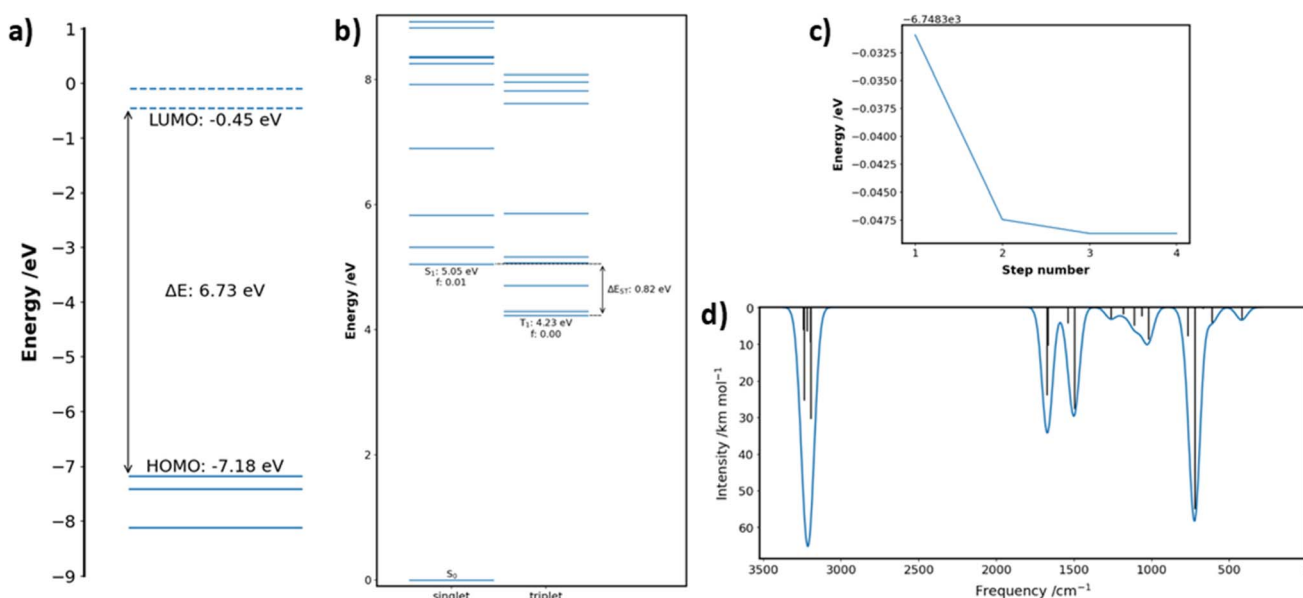 a)
Energy /eV
1
0
−1
−2
−3
−4
−5
−6
−7
−8
−9
LUMO: -0.45 eV
ΔE: 6.73 eV
HOMO: -7.18 eV
b)
Energy /eV
8
6
4
2
0
S₁: 5.05 eV
f: 0.01
ΔE_ST: 0.82 eV
T₁: 4.23 eV
f: 0.00
S₀
singlet
triplet
c)
−6.7483e3
Energy /eV
−0.0325
−0.0350
−0.0375
−0.0400
−0.0425
−0.0450
−0.0475
1 2 3 4
Step number
d)
Intensity /km mol⁻¹
0
10
20
30
40
50
60
3500 3000 2500 2000 1500 1000 500
Frequency /cm⁻¹